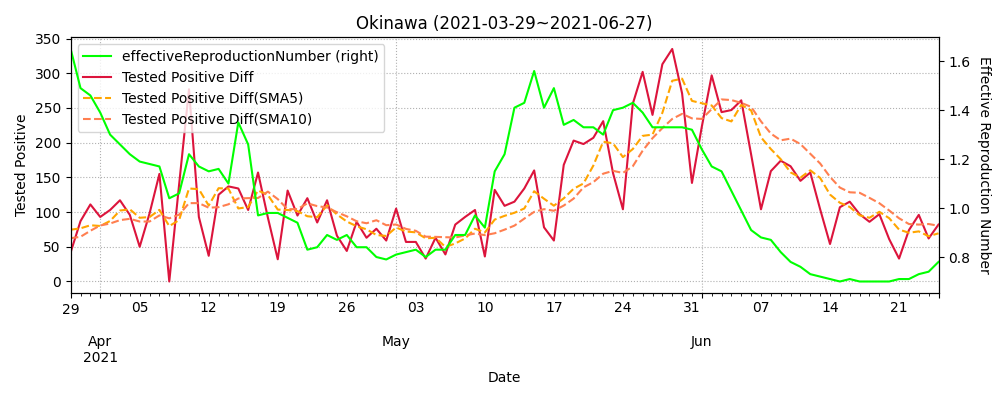 Okinawa (2021-03-29~2021-06-27)
effectiveReproductionNumber (right)
Tested Positive Diff
Tested Positive Diff(SMA5)
Tested Positive Diff(SMA10)
Tested Positive
350
300
250
200
150
100
50
0
Effective Reproduction Number
1.6
1.4
1.2
1.0
0.8
29 05 12 19 26 03 10 17 24 31 07 14 21
Apr May Jun
2021
Date